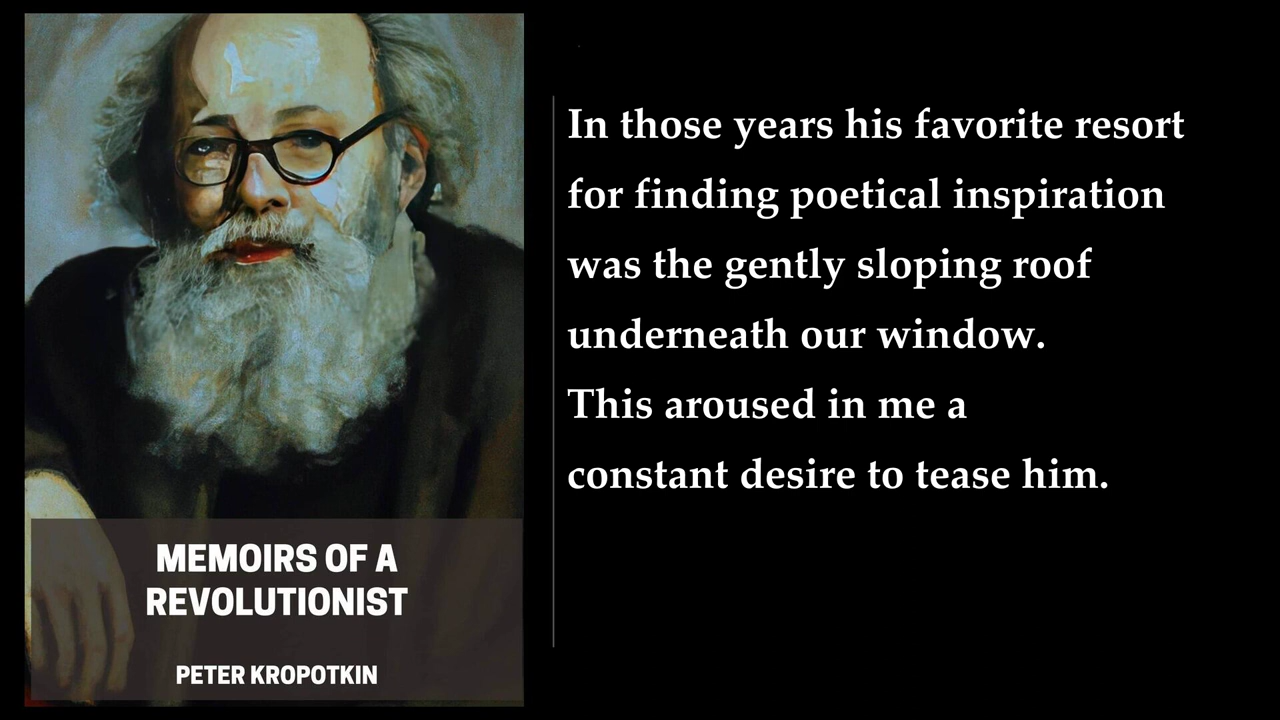 MEMOIRS OF A
REVOLUTIONIST
PETER KROPOTKIN
In those years his favorite resort
for finding poetical inspiration
was the gently sloping roof
underneath our window.
This aroused in me a
constant desire to tease him.